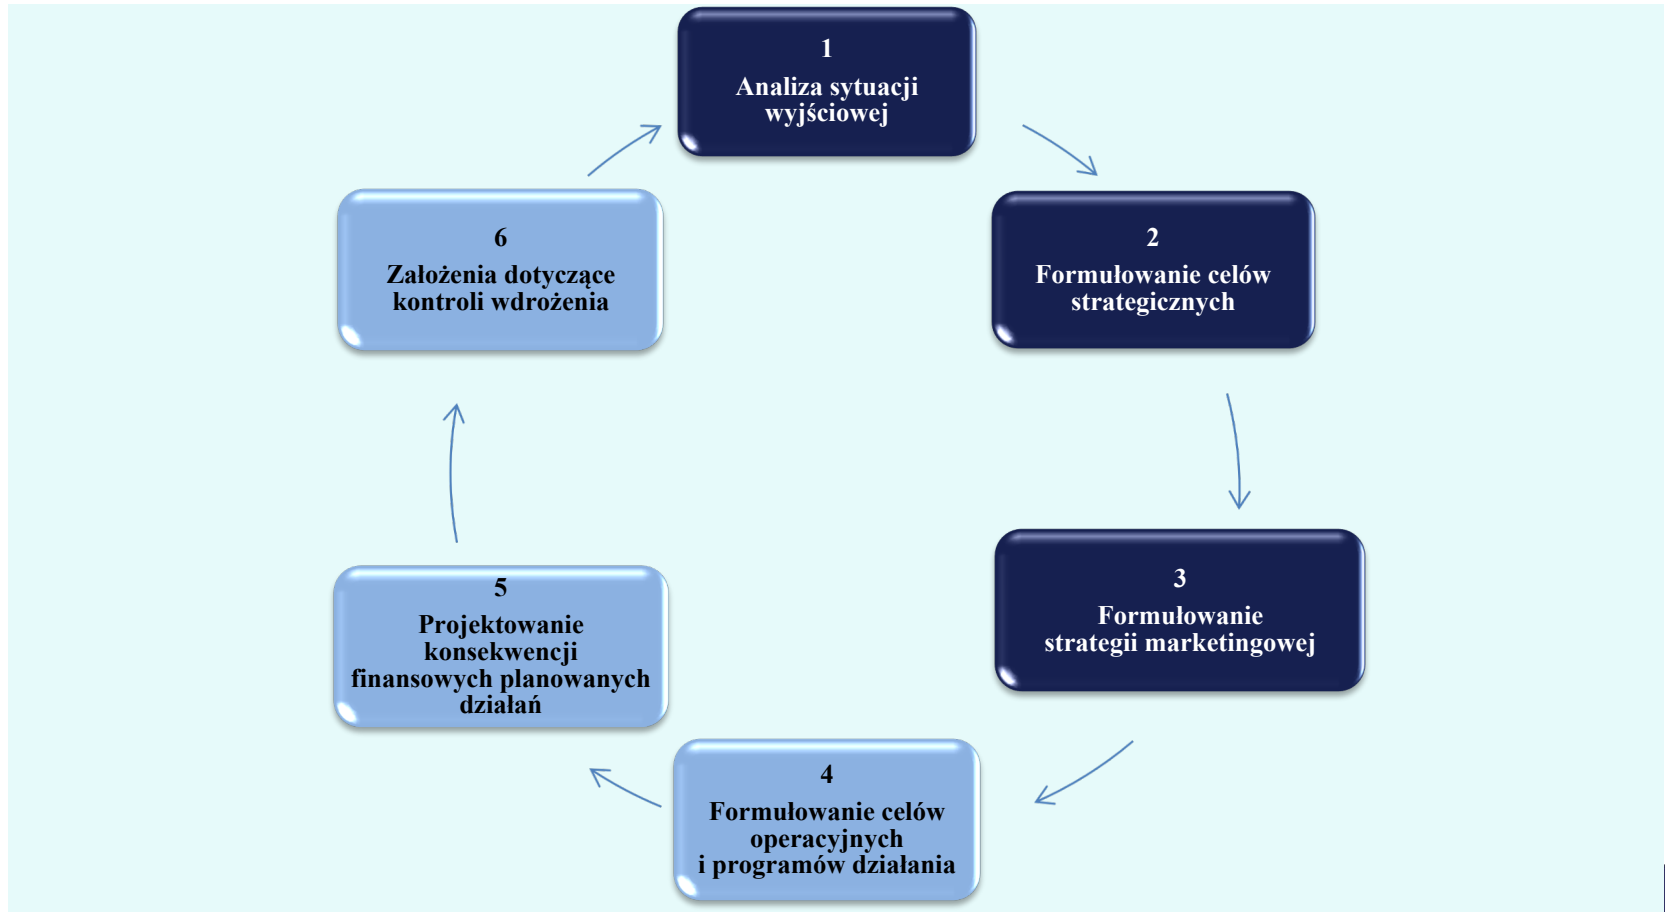 1
Analiza sytuacji
wyjściowej
2
Formułowanie celów
strategicznych
3
Formułowanie
strategii marketingowej
4
Formułowanie celów
operacyjnych
i programów działania
5
Projektowanie
konsekwencji
finansowych planowanych
działań
6
Założenia dotyczące
kontroli wdrożenia